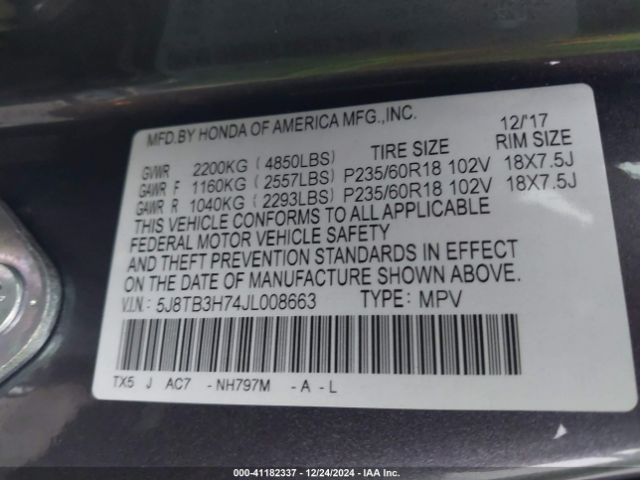 MFD.BY HONDA OF AMERICA MFG.,INC. 12/'17
GVWR 2200KG (4850LBS) TIRE SIZE RIM SIZE
GAWR F 1160KG (2557LBS) P235/60R18 102V 18X7.5J
GAWR R 1040KG (2293LBS) P235/60R18 102V 18X7.5J
THIS VEHICLE CONFORMS TO ALL APPLICABLE
FEDERAL MOTOR VEHICLE SAFETY
AND THEFT PREVENTION STANDARDS IN EFFECT
ON THE DATE OF MANUFACTURE SHOWN ABOVE.
V.I.N.: 5J8TB3H74JL008663 TYPE: MPV
TX5 J AC7 -NH797M -A-L
000-41182337 - 12/24/2024 - IAA Inc.